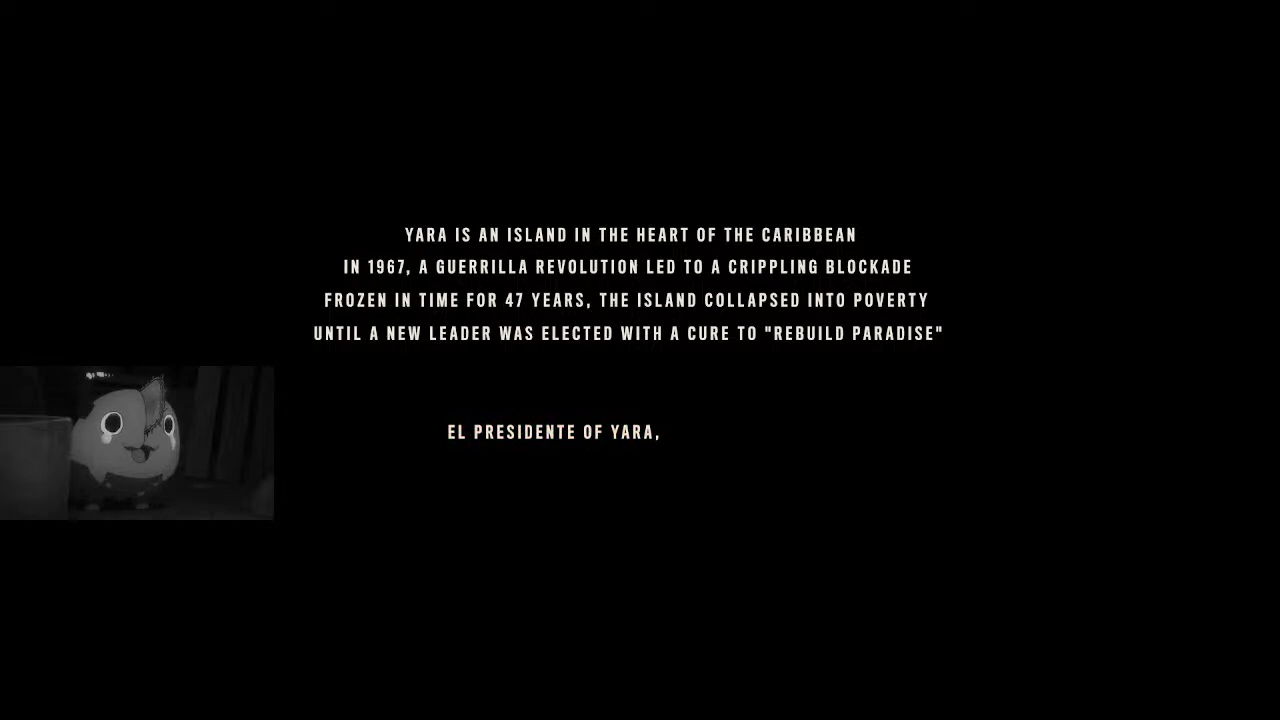 YARA IS AN ISLAND IN THE HEART OF THE CARIBBEAN
IN 1967, A GUERRILLA REVOLUTION LED TO A CRIPPLING BLOCKADE
FROZEN IN TIME FOR 47 YEARS, THE ISLAND COLLAPSED INTO POVERTY
UNTIL A NEW LEADER WAS ELECTED WITH A CURE TO "REBUILD PARADISE"
EL PRESIDENTE OF YARA,